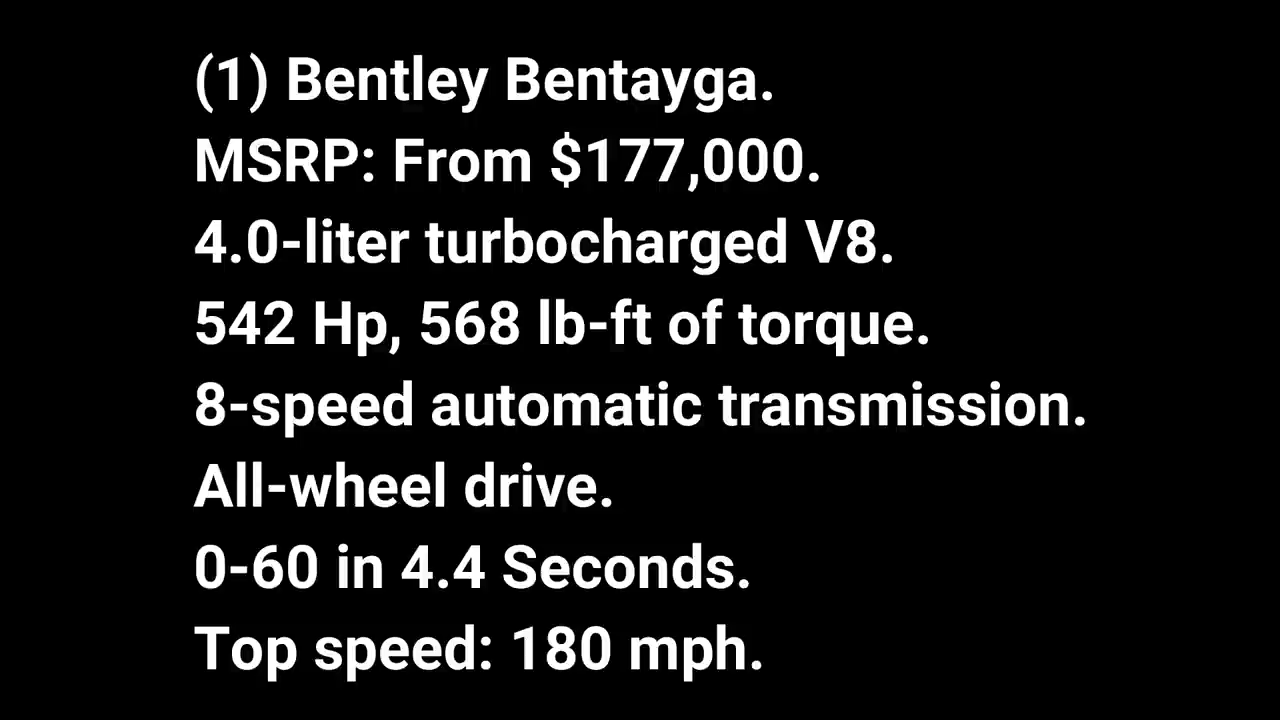 (1) Bentley Bentayga.
MSRP: From $177,000.
4.0-liter turbocharged V8.
542 Hp, 568 lb-ft of torque.
8-speed automatic transmission.
All-wheel drive.
0-60 in 4.4 Seconds.
Top speed: 180 mph.